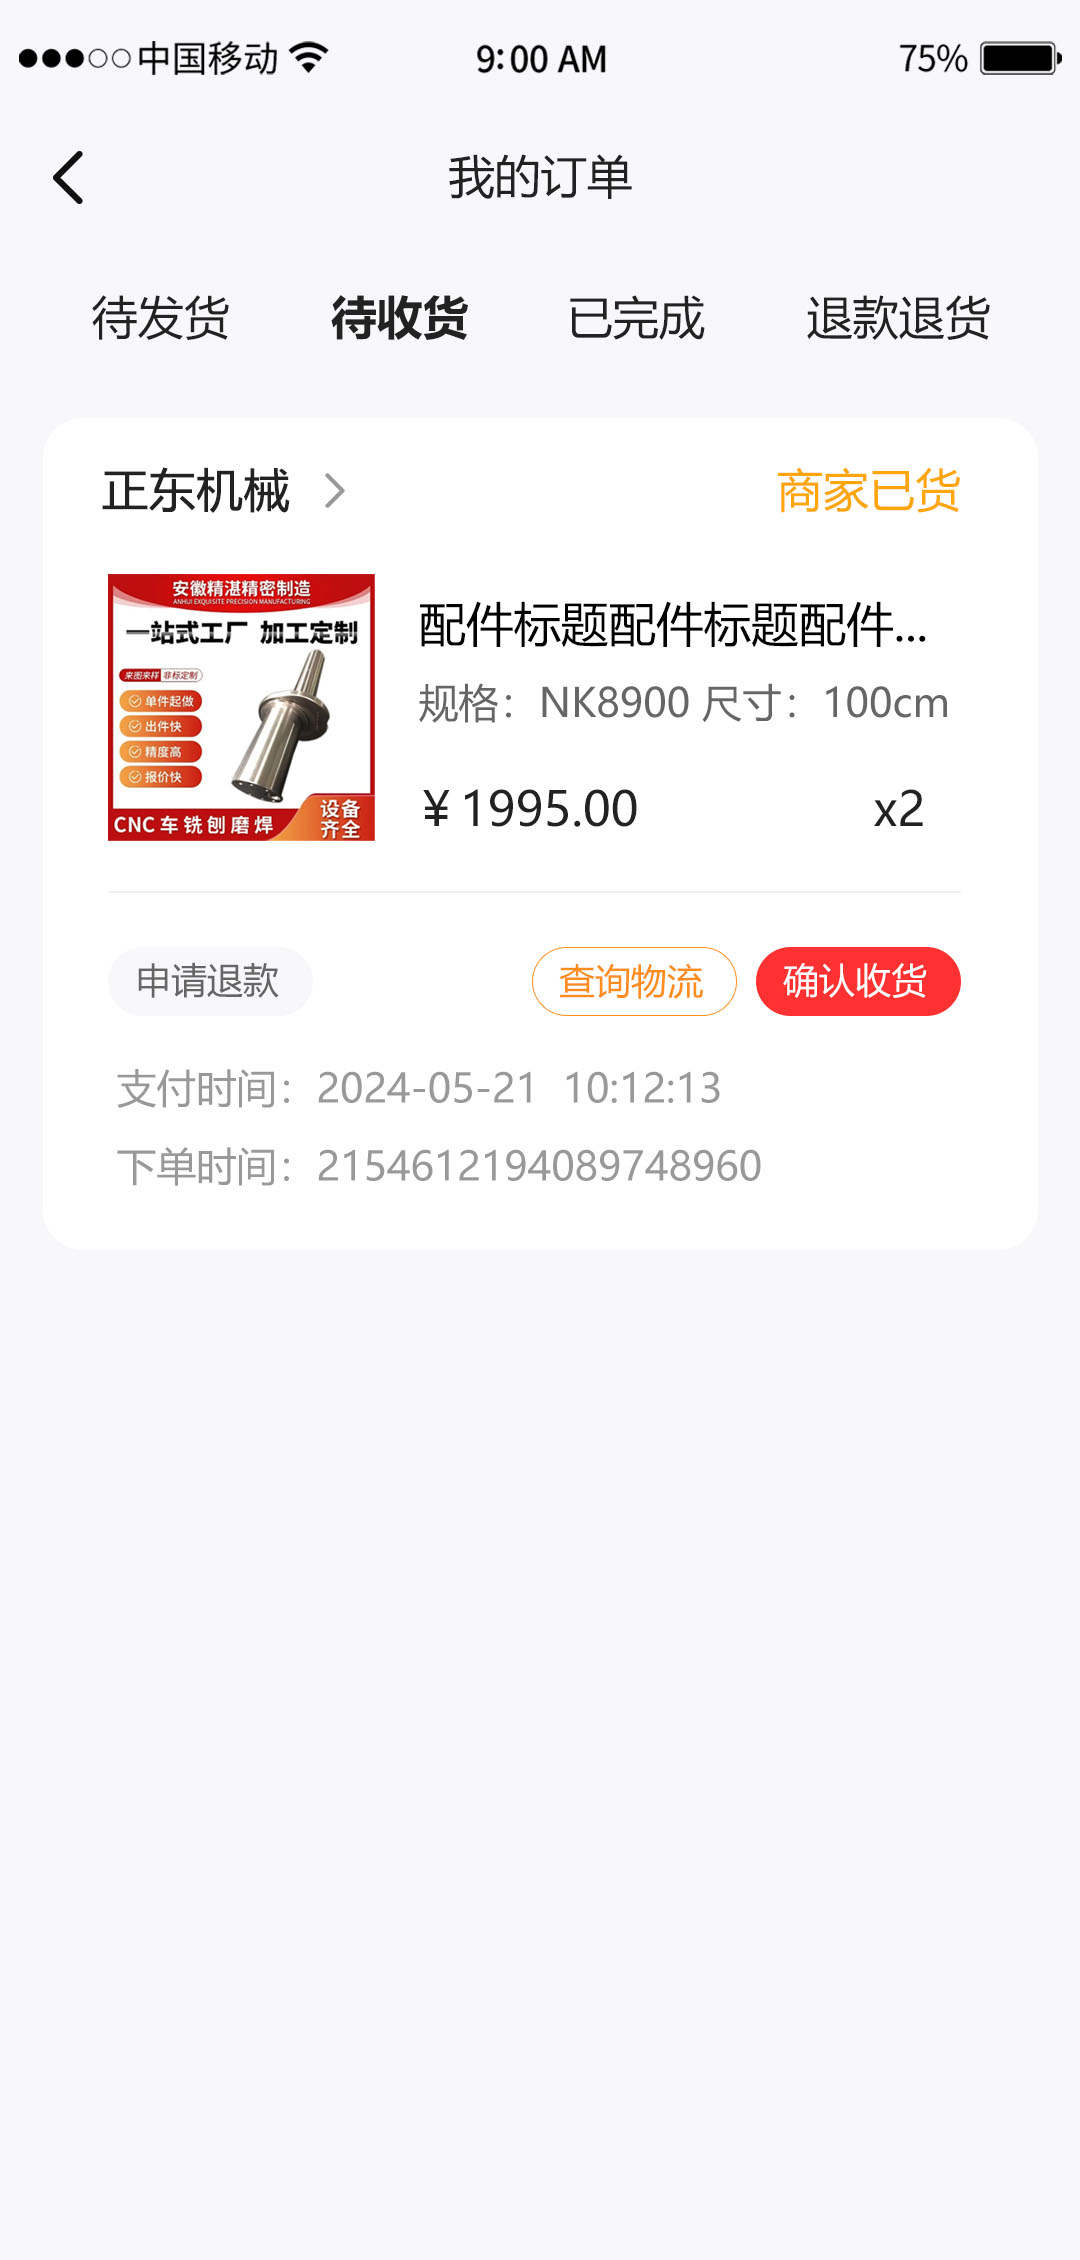 中国移动
9:00 AM
75%
我的订单
待发货 待收货 已完成 退款退货
正东机械
商家已货
安徽精湛精密制造
ANHUI EXQUISITE PRECISION MANUFACTURING
一站式工厂 加工定制
来图来样 非标定制
单件起做
出件快
精度高
报价快
设备
齐全
CNC车铣刨磨焊
配件标题配件标题配件...
规格：NK8900 尺寸：100cm
¥1995.00
x2
申请退款
查询物流
确认收货
支付时间：2024-05-21 10:12:13
下单时间：2154612194089748960